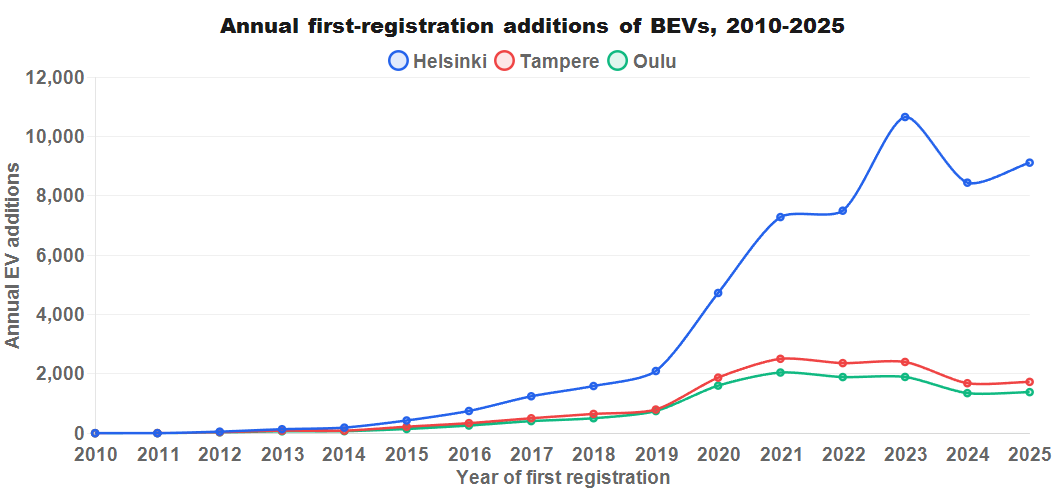 Annual first-registration additions of BEVs, 2010-2025
Helsinki Tampere Oulu
12,000
10,000
8,000
6,000
4,000
2,000
0
Annual EV additions
2010 2011 2012 2013 2014 2015 2016 2017 2018 2019 2020 2021 2022 2023 2024 2025
Year of first registration